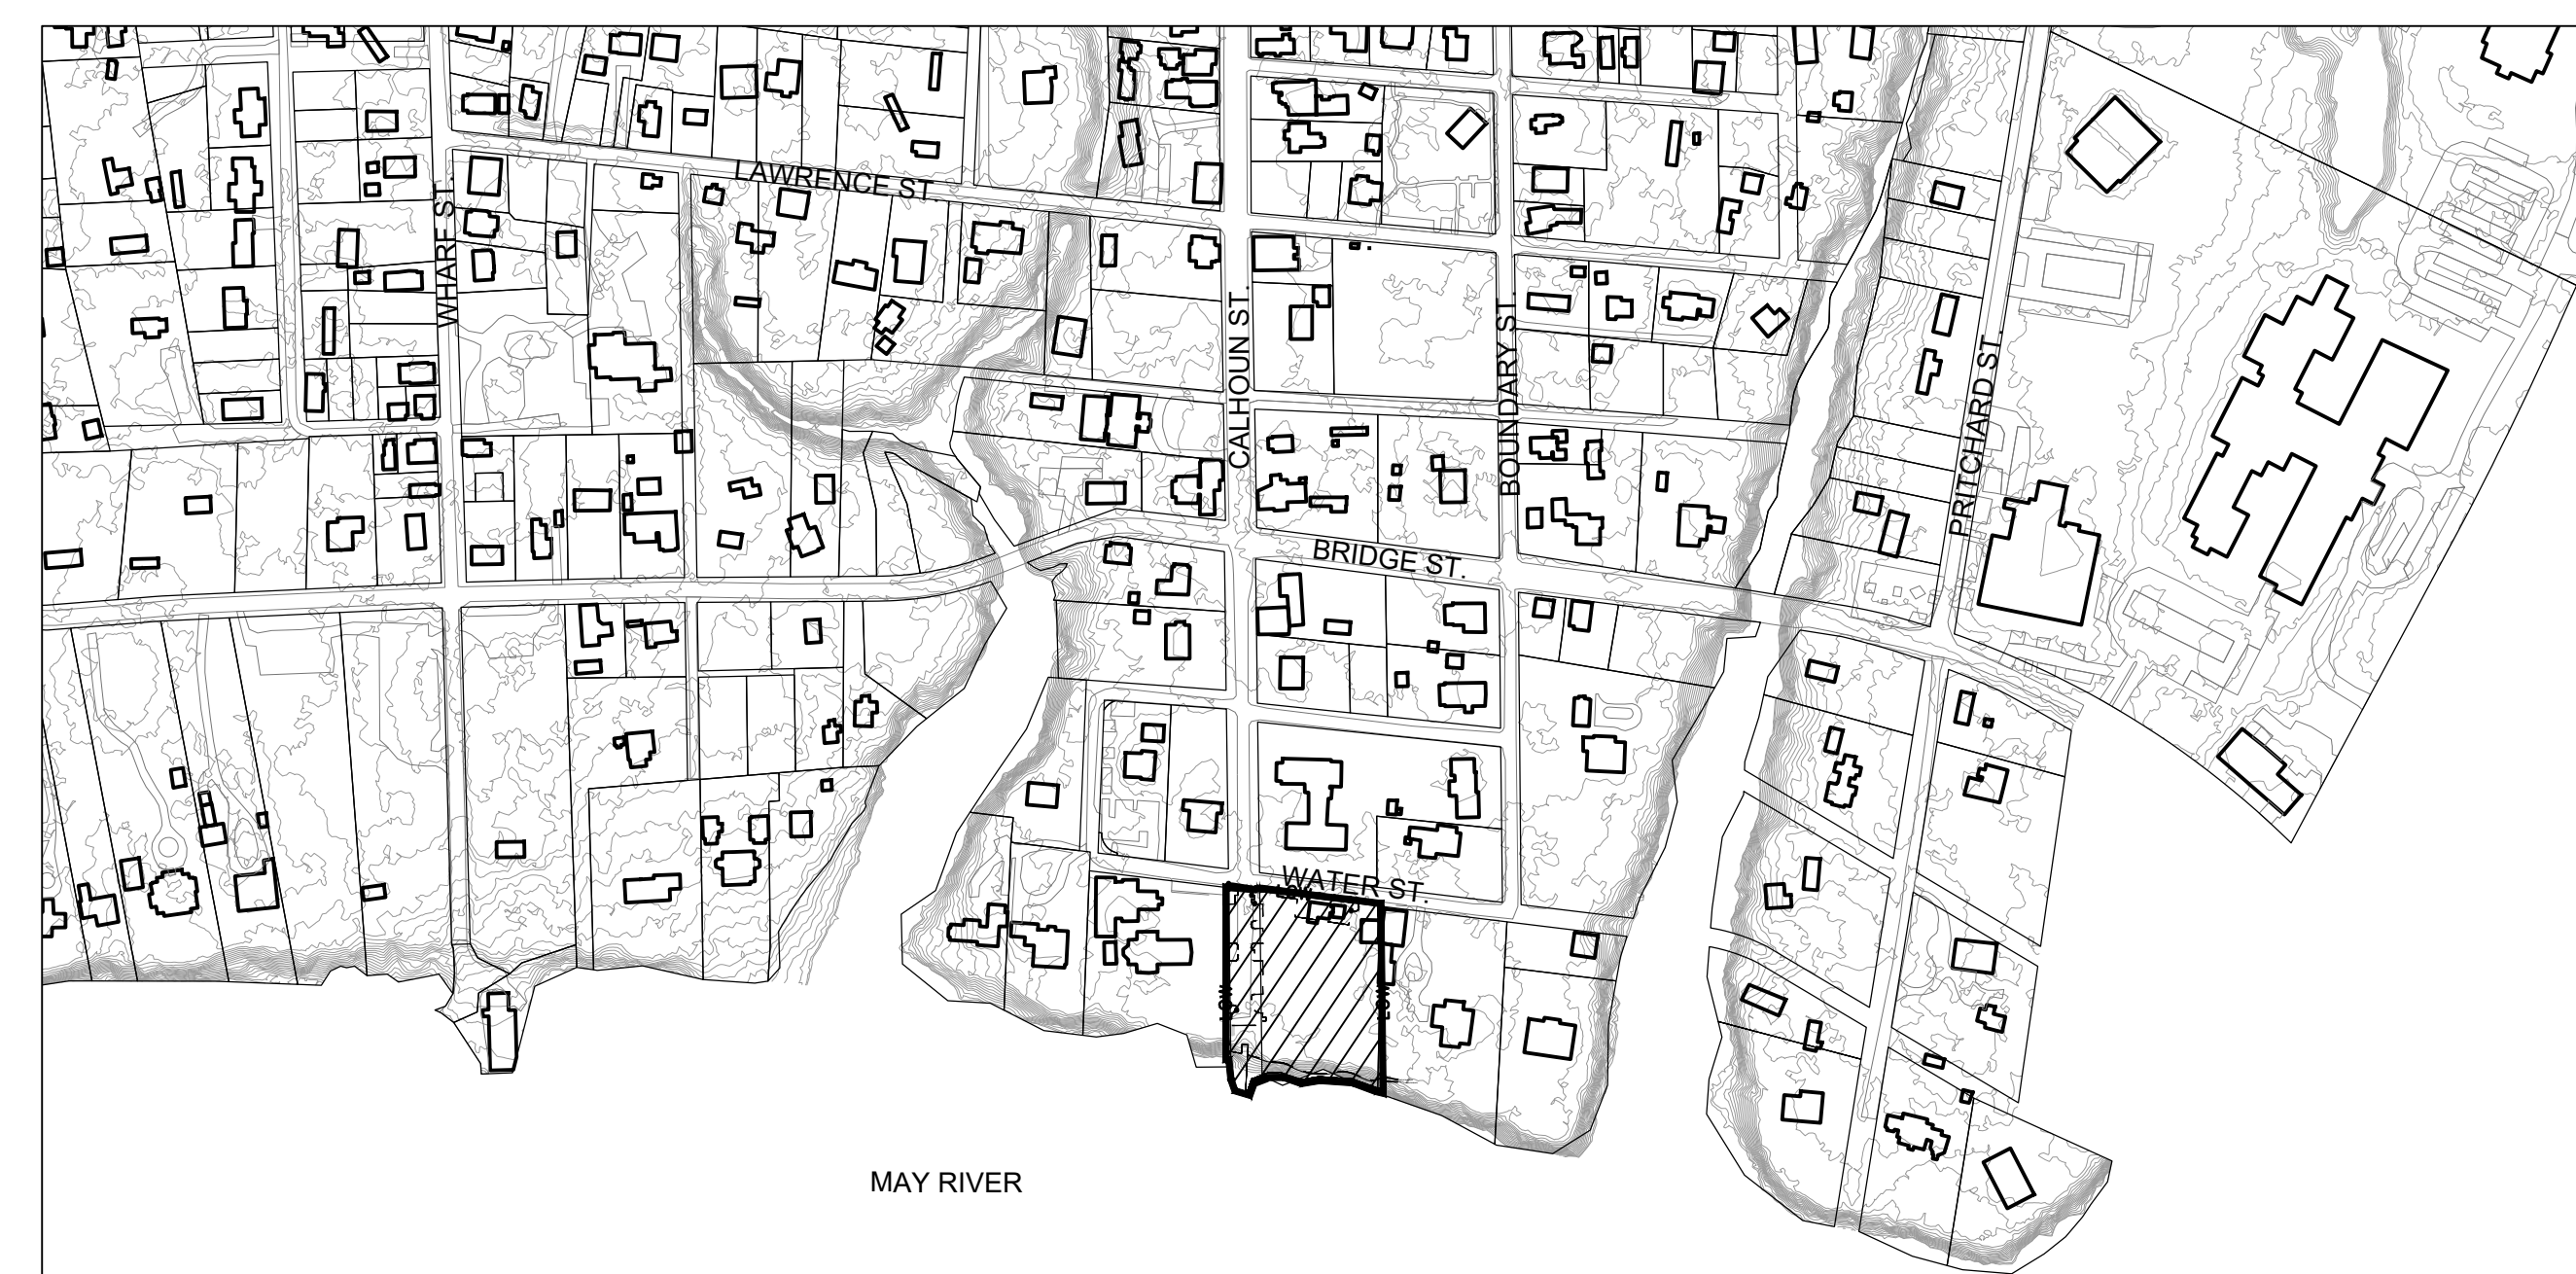 LAWRENCE ST.
WHARF ST.
CALHOUN ST.
BOUNDARY ST.
PRITCHARD ST.
BRIDGE ST.
WATER ST.
MAY RIVER